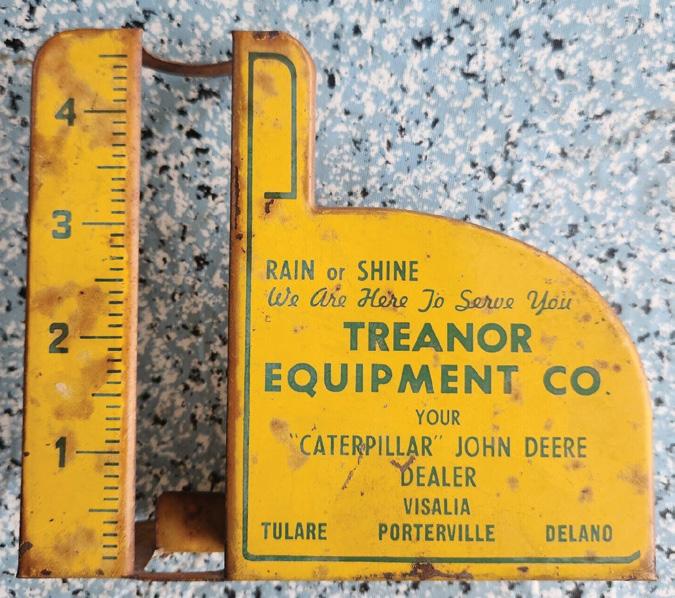 4
3
2
1
RAIN or SHINE
We Are Here To Serve You
TREANOR
EQUIPMENT CO.
YOUR
"CATERPILLAR" JOHN DEERE
DEALER
VISALIA
TULARE PORTERVILLE DELANO